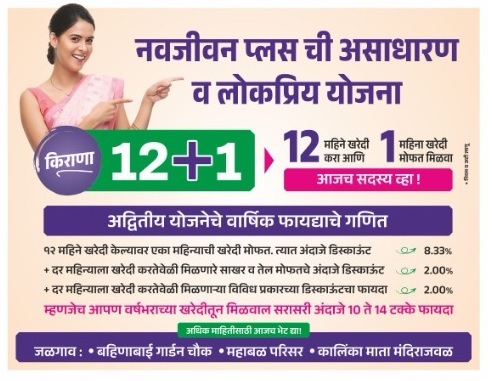 नवजीवन प्लस ची असाधारण
व लोकप्रिय योजना
किराणा
12+1
12 महिने खरेदी करा आणि
1 महिना खरेदी मोफत मिळवा
आजच सदस्य व्हा !
अद्वितीय योजनेचे वार्षिक फायद्याचे गणित
१२ महिने खरेदी केल्यावर एका महिन्याची खरेदी मोफत. त्यात अंदाजे डिस्काऊंट 8.33%
+ दर महिन्याला खरेदी करतेवेळी मिळणारे साखर व तेल मोफतचे अंदाजे डिस्काऊंट 2.00%
+ दर महिन्याला खरेदी करतेवेळी मिळणाऱ्या विविध प्रकारच्या डिस्काऊंटचा फायदा 2.00%
म्हणजेच आपण वर्षभराच्या खरेदीतून मिळवाल सरासरी अंदाजे 10 ते 14 टक्के फायदा
अधिक माहितीसाठी आजच भेट द्या!
जळगाव : • बहिणाबाई गार्डन चौक • महाबळ परिसर • कालिंका माता मंदिराजवळ